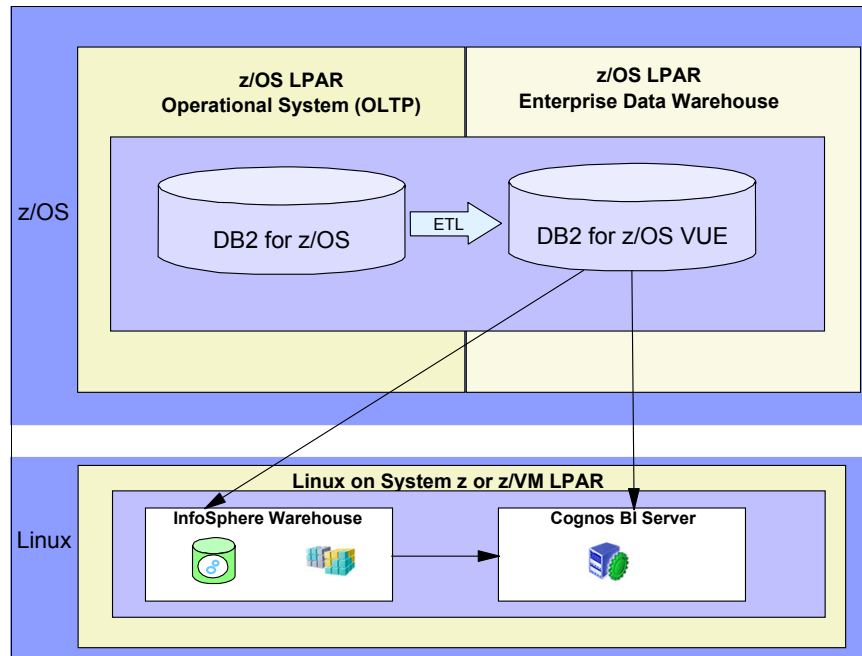 z/OS LPAR
Operational System (OLTP)
z/OS LPAR
Enterprise Data Warehouse
z/OS
DB2 for z/OS
ETL
DB2 for z/OS VUE
Linux on System z or z/VM LPAR
InfoSphere Warehouse
Cognos BI Server
Linux